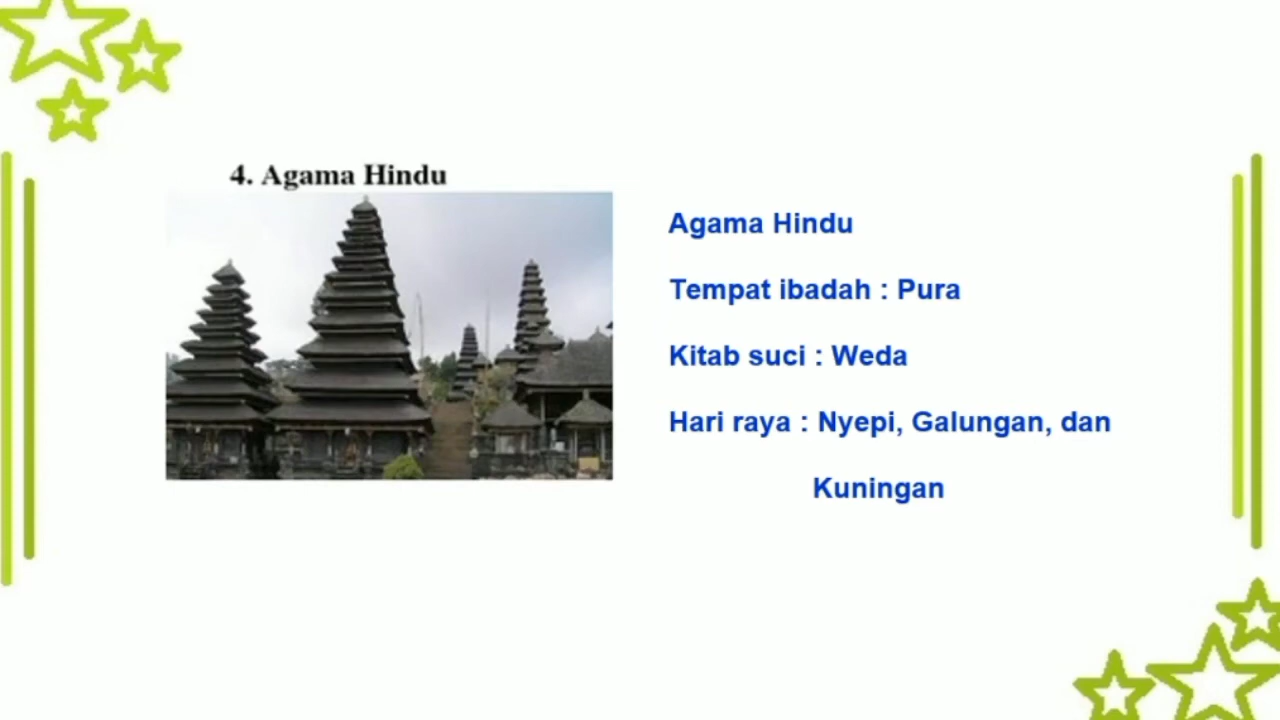 4. Agama Hindu
Agama Hindu
Tempat ibadah : Pura
Kitab suci : Weda
Hari raya : Nyepi, Galungan, dan
Kuningan